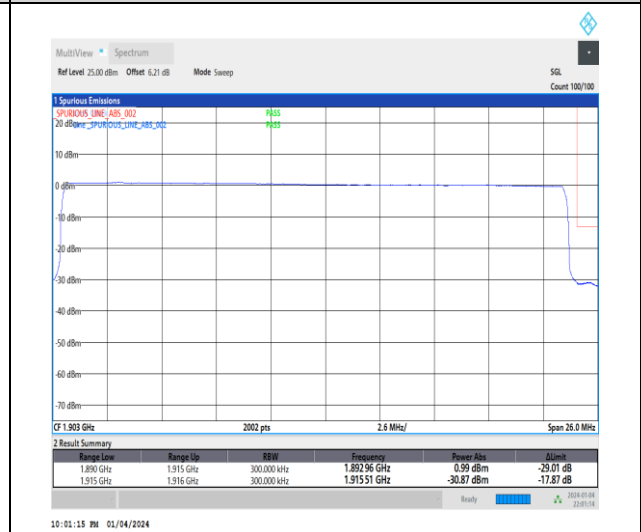 MultiView Spectrum
Ref Level 25.00 dBm Offset 6.21 dB Mode Sweep SGL
Count 100/100
1 Spurious Emissions
SPURIOUS_LINE_ABS_002 PASS
20 dBm Line _SPURIOUS_LINE_ABS_002 PASS
10 dBm
0 dBm
-10 dBm
-20 dBm
-30 dBm
-40 dBm
-50 dBm
-60 dBm
-70 dBm
CF 1.903 GHz 2002 pts 2.6 MHz/ Span 26.0 MHz
2 Result Summary
Range Low Range Up RBW Frequency Power Abs ΔLimit
1.890 GHz 1.915 GHz 300.000 kHz 1.892 96 GHz 0.99 dBm -29.01 dB
1.915 GHz 1.916 GHz 300.000 kHz 1.915 51 GHz -30.87 dBm -17.87 dB
Ready 2024-01-04
22:01:14
10:01:15 PM 01/04/2024